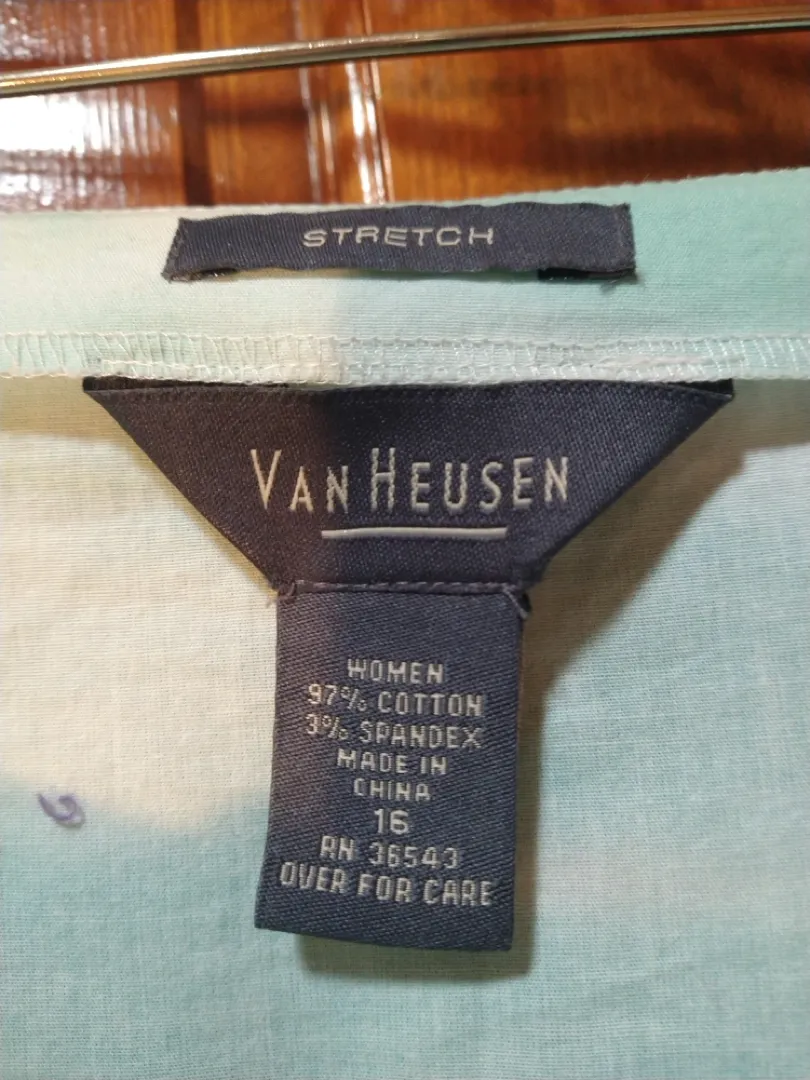 STRETCH
VAN HEUSEN
WOMEN
97% COTTON
3% SPANDEX
MADE IN
CHINA
16
RN 36543
OVER FOR CARE